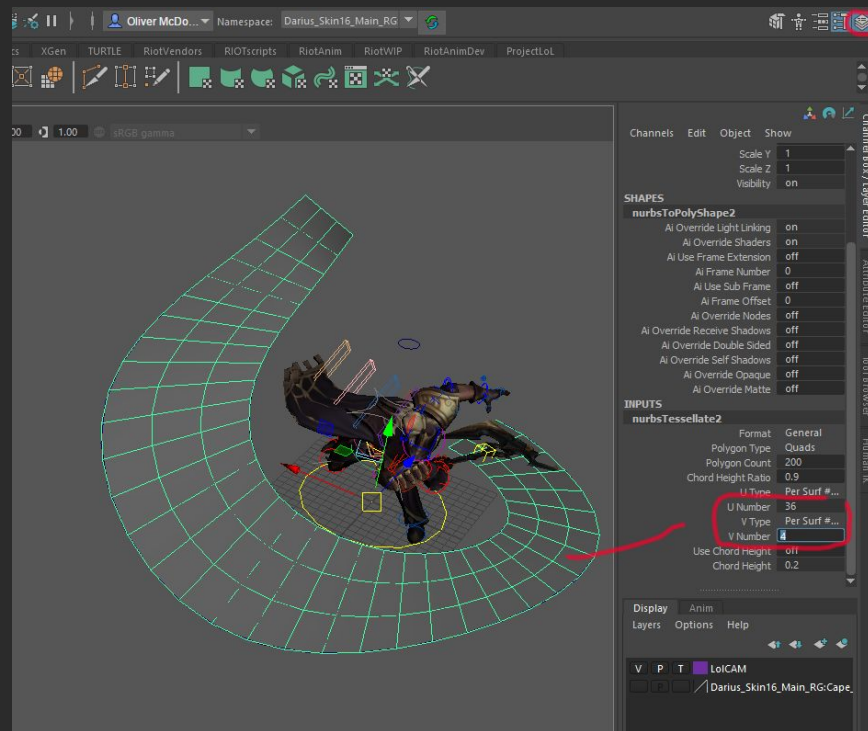 Oliver McDo... Namespace: Darius_Skin16_Main_RG
XGen TURTLE RiotVendors RIOTscripts RiotAnim RiotWIP RiotAnimDev ProjectLoL
1.00 sRGB gamma
Channels Edit Object Show
Scale Y 1
Scale Z 1
Visibility on
SHAPES
nurbsToPolyShape2
Ai Override Light Linking on
Ai Override Shaders on
Ai Use Frame Extension off
Ai Frame Number 0
Ai Use Sub Frame off
Ai Frame Offset 0
Ai Override Nodes off
Ai Override Receive Shadows off
Ai Override Double Sided off
Ai Override Self Shadows off
Ai Override Opaque off
Ai Override Matte off
INPUTS
nurbsTessellate2
Format General
Polygon Type Quads
Polygon Count 200
Chord Height Ratio 0.9
U Type Per Surf #...
U Number 36
V Type Per Surf #...
V Number 4
Use Chord Height off
Chord Height 0.2
Display Anim
Layers Options Help
V P T LolCAM
P Darius_Skin16_Main_RG:Cape_
Channel Box / Layer Editor
Attribute Editor